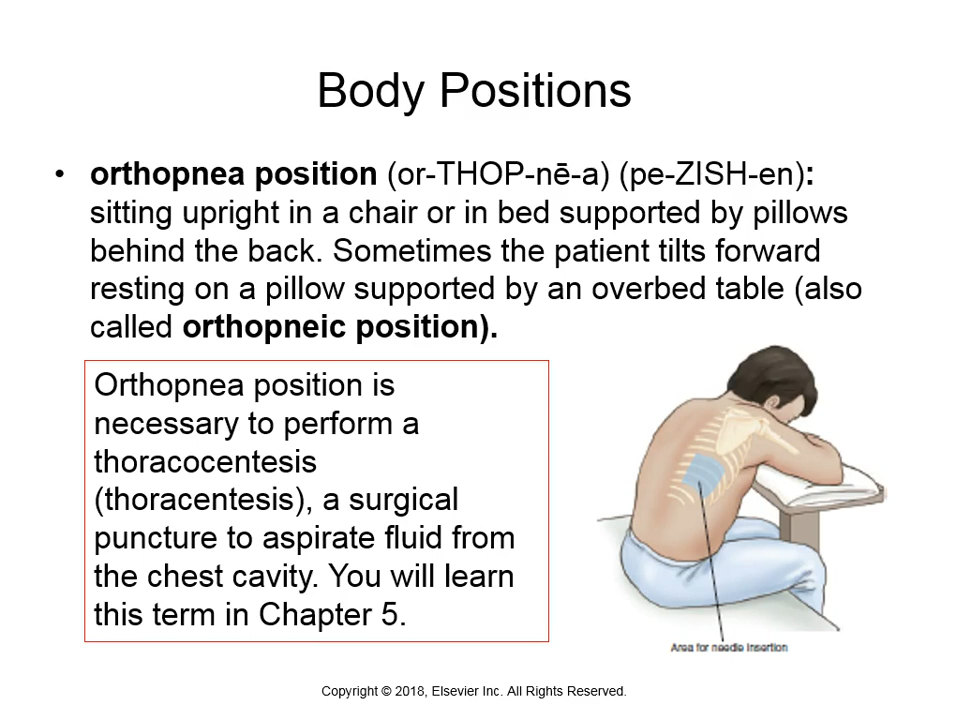 Body Positions
• orthopnea position (or-THOP-nē-a) (pe-ZISH-en):
sitting upright in a chair or in bed supported by pillows
behind the back. Sometimes the patient tilts forward
resting on a pillow supported by an overbed table (also
called orthopneic position).
Orthopnea position is
necessary to perform a
thoracocentesis
(thoracentesis), a surgical
puncture to aspirate fluid from
the chest cavity. You will learn
this term in Chapter 5.
Area for needle insertion
Copyright © 2018, Elsevier Inc. All Rights Reserved.